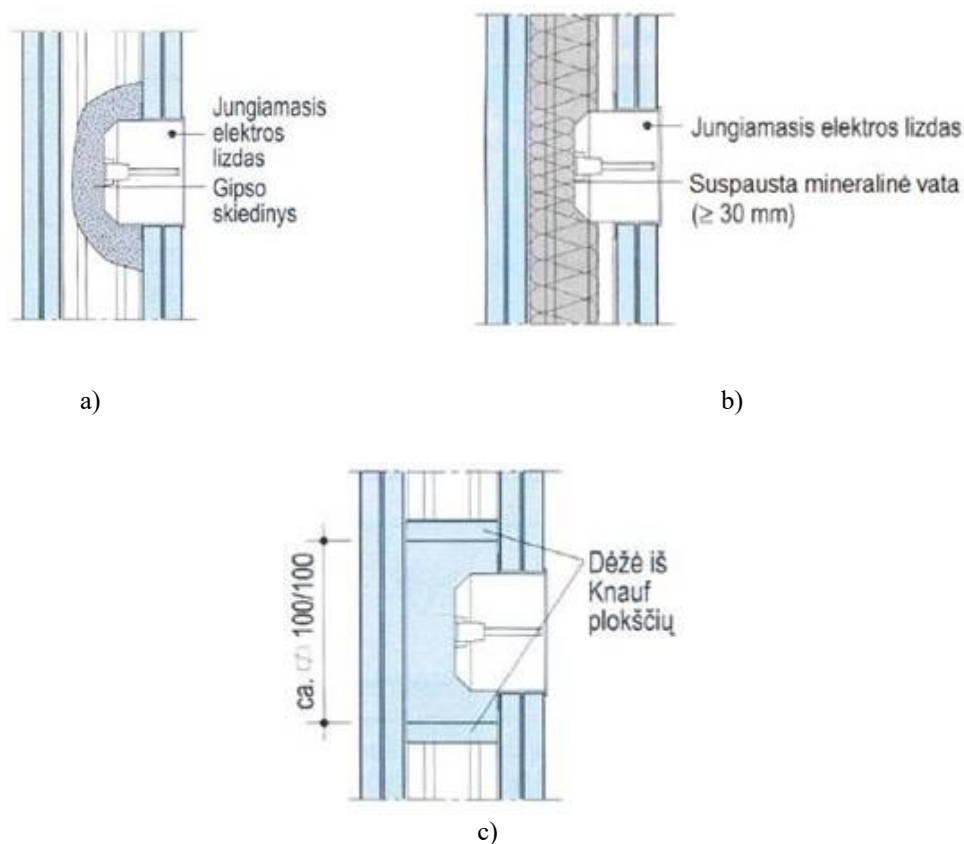 Jungiamasis
elektros
lizdas
Gipso
skiedinys
Jungiamasis elektros lizdas
Suspausta mineralinė vata
(≥ 30 mm)
a)
b)
ca. ▱ 100/100
Dėžė iš
Knauf
plokščių
c)